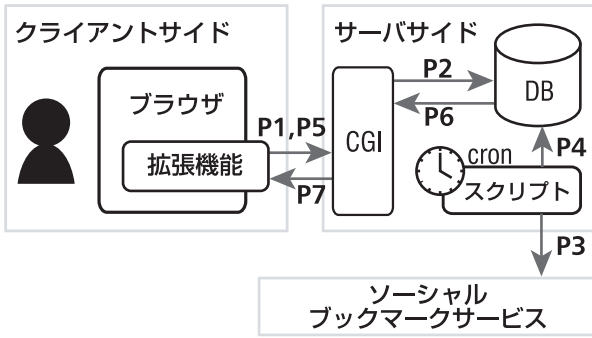 クライアントサイド
サーバサイド
ブラウザ
拡張機能
P1,P5
P7
CGI
P2
P6
DB
P4
cron
スクリプト
P3
ソーシャル
ブックマークサービス